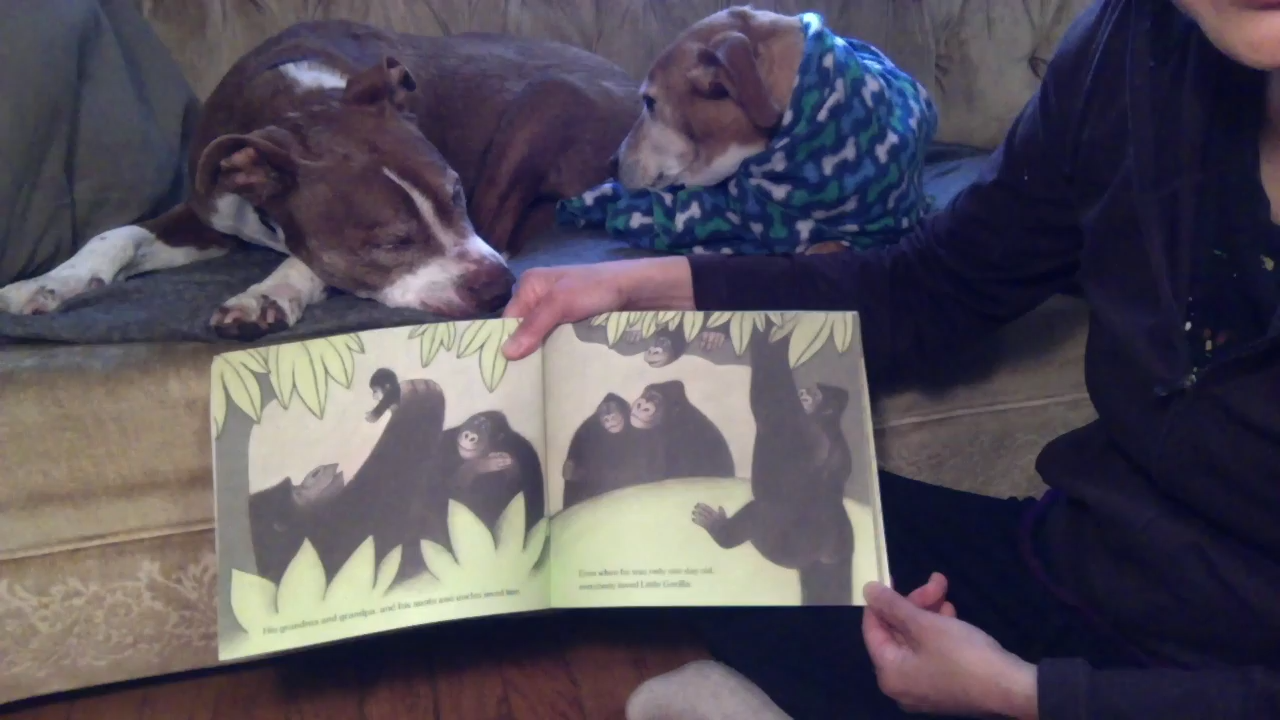 His grandma and grandpa, and his aunts and uncles loved him.
Even when he was only one day old,
everybody loved Little Gorilla.